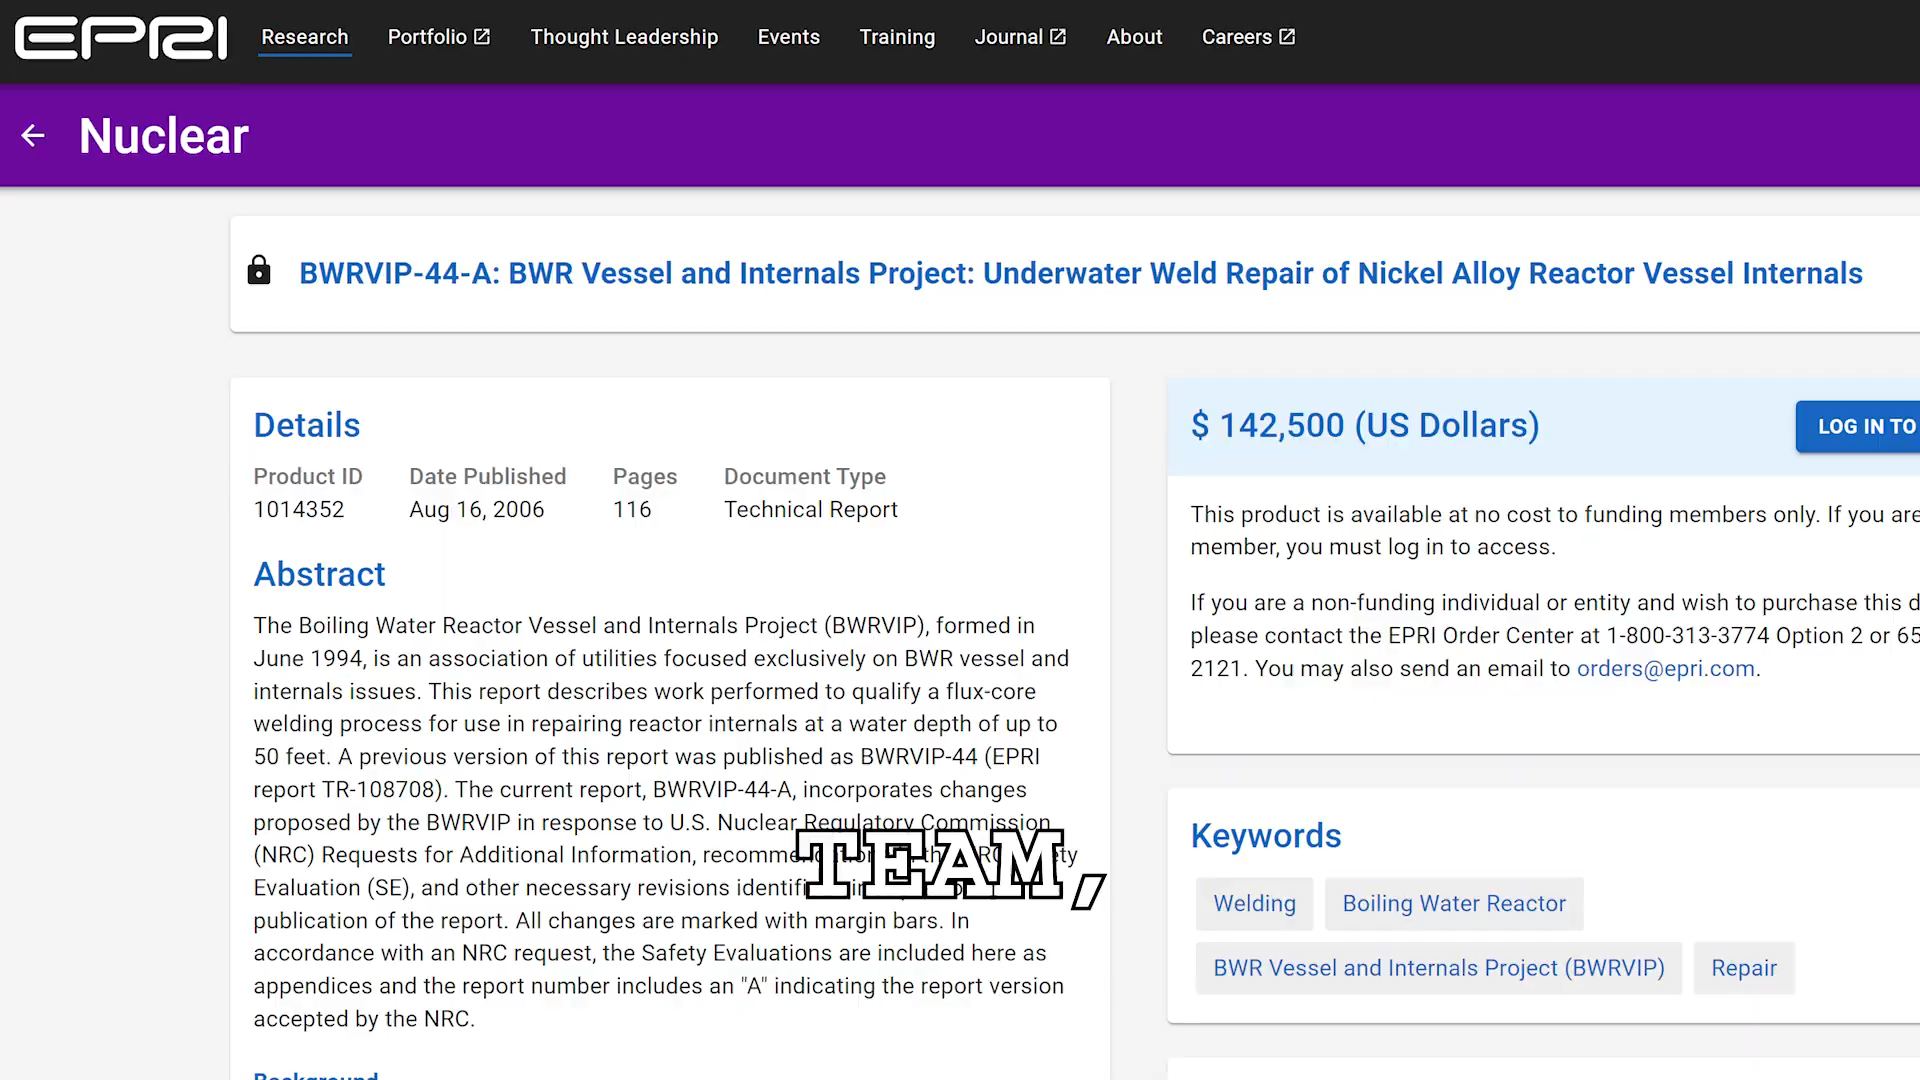 EPRI
Research Portfolio Thought Leadership Events Training Journal About Careers
Nuclear
BWRVIP-44-A: BWR Vessel and Internals Project: Underwater Weld Repair of Nickel Alloy Reactor Vessel Internals
Details
Product ID Date Published Pages Document Type
1014352 Aug 16, 2006 116 Technical Report
Abstract
The Boiling Water Reactor Vessel and Internals Project (BWRVIP), formed in
June 1994, is an association of utilities focused exclusively on BWR vessel and
internals issues. This report describes work performed to qualify a flux-core
welding process for use in repairing reactor internals at a water depth of up to
50 feet. A previous version of this report was published as BWRVIP-44 (EPRI
report TR-108708). The current report, BWRVIP-44-A, incorporates changes
proposed by the BWRVIP in response to U.S. Nuclear Regulatory Commission
(NRC) Requests for Additional Information,
Evaluation (SE), and other necessary revisions
publication of the report. All changes are marked with margin bars. In
accordance with an NRC request, the Safety Evaluations are included here as
appendices and the report number includes an "A" indicating the report version
accepted by the NRC.
Background
TEAM,
$ 142,500 (US Dollars)
LOG IN TO
This product is available at no cost to funding members only. If you are
member, you must log in to access.
If you are a non-funding individual or entity and wish to purchase this d
please contact the EPRI Order Center at 1-800-313-3774 Option 2 or 65
2121. You may also send an email to orders@epri.com.
Keywords
Welding Boiling Water Reactor
BWR Vessel and Internals Project (BWRVIP) Repair